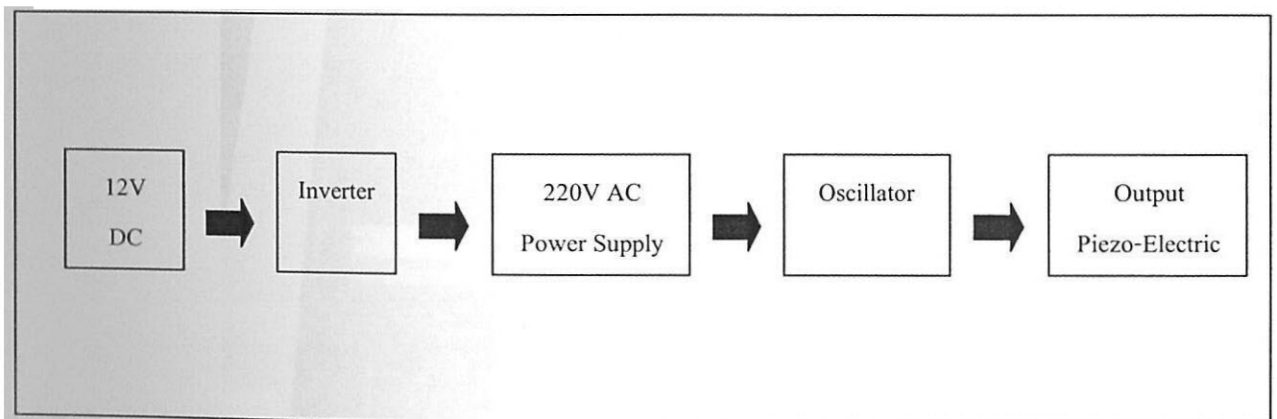 12V
DC
Inverter
220V AC
Power Supply
Oscillator
Output
Piezo-Electric